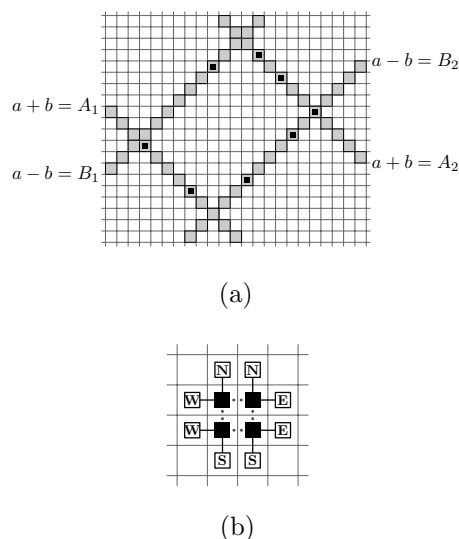 a − b = B₂
a + b = A₁
a − b = B₁
a + b = A₂
(a)
N N
W E
W E
S S
(b)